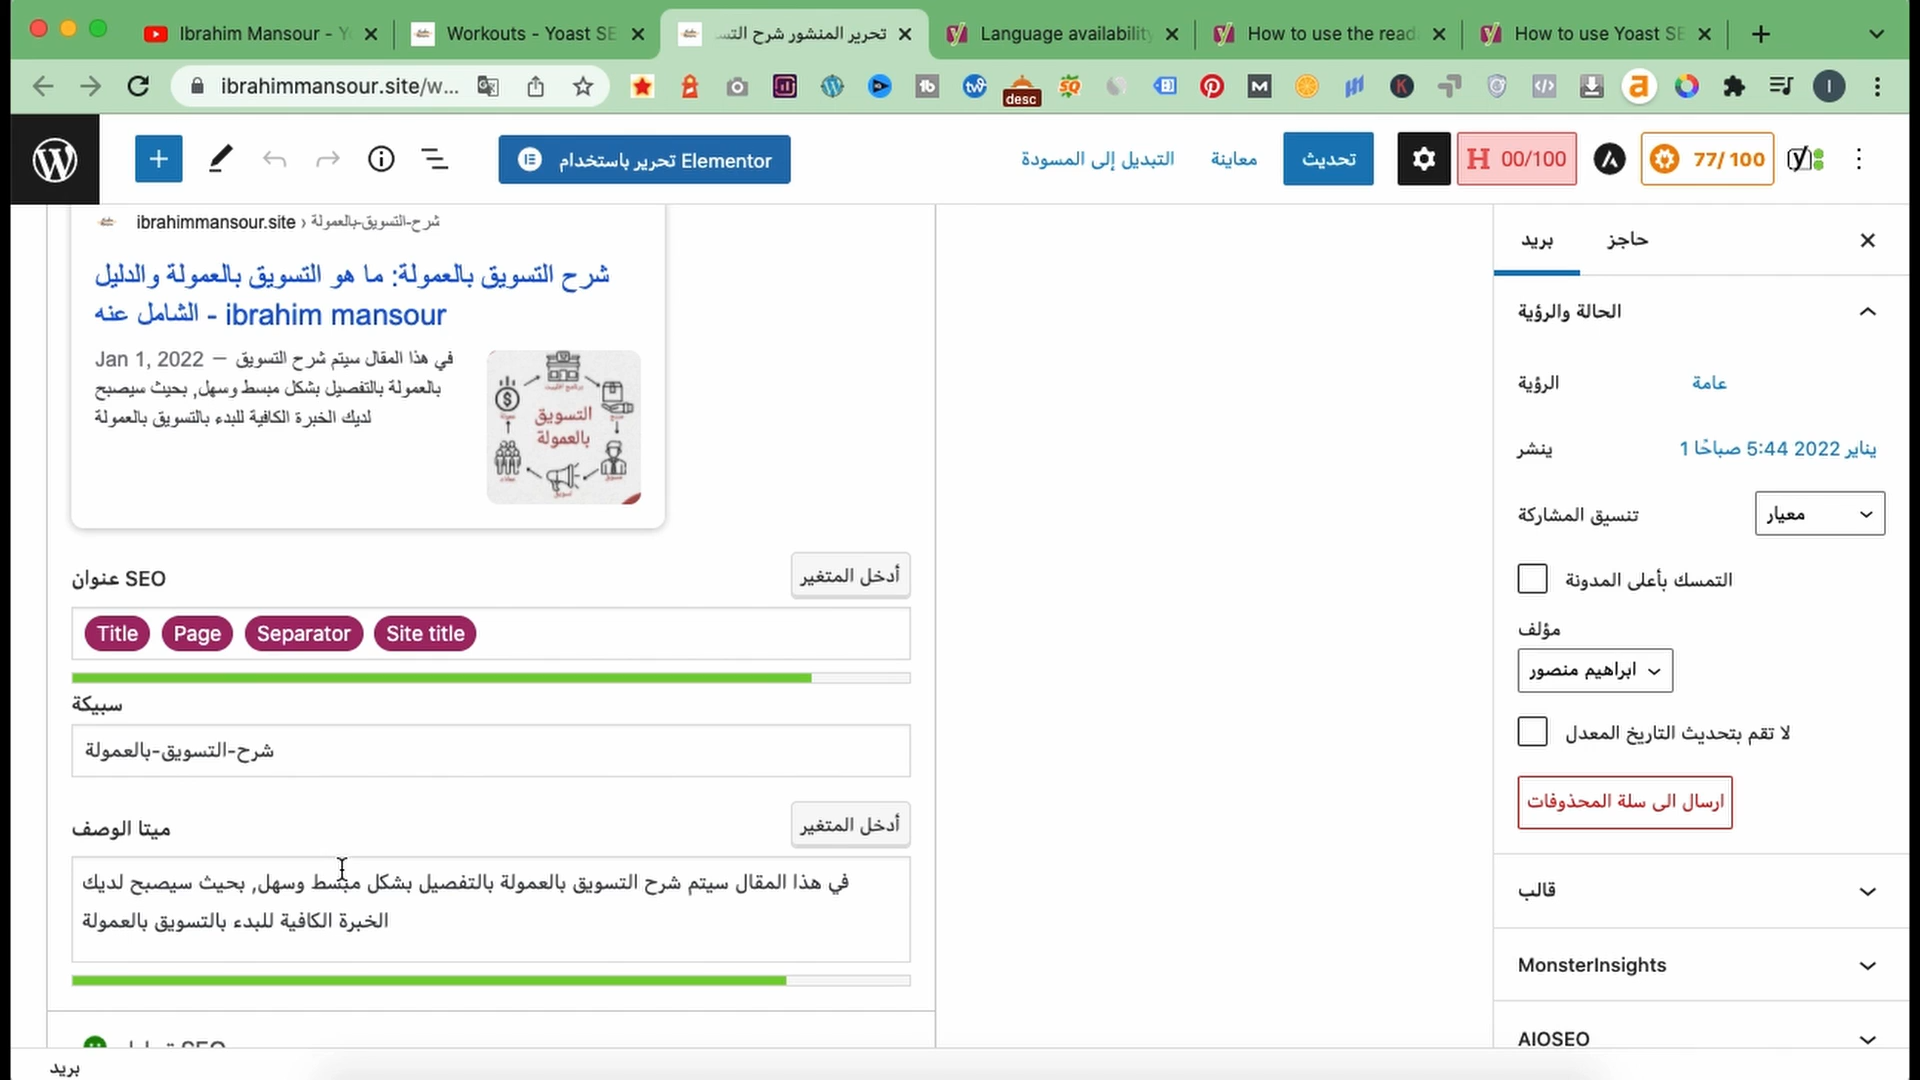 Ibrahim Mansour - Y
Workouts - Yoast SE
تحرير المنشور شرح التس
Language availability
How to use the read
How to use Yoast SE
ibrahimmansour.site/w...
desc
تحرير باستخدام Elementor
التبديل إلى المسودة
معاينة
تحديث
H 00/100
77/100
ibrahimmansour.site › شرح-التسويق-بالعمولة
شرح التسويق بالعمولة: ما هو التسويق بالعمولة والدليل
الشامل عنه - ibrahim mansour
Jan 1, 2022 — في هذا المقال سيتم شرح التسويق
بالعمولة بالتفصيل بشكل مبسط وسهل, بحيث سيصبح
لديك الخبرة الكافية للبدء بالتسويق بالعمولة
التسويق
بالعمولة
عنوان SEO
أدخل المتغير
Title Page Separator Site title
سبيكة
شرح-التسويق-بالعمولة
ميتا الوصف
أدخل المتغير
في هذا المقال سيتم شرح التسويق بالعمولة بالتفصيل بشكل مبسط وسهل, بحيث سيصبح لديك
الخبرة الكافية للبدء بالتسويق بالعمولة
SEO
بريد
بريد
حاجز
الحالة والرؤية
الرؤية
عامة
ينشر
يناير 2022 5:44 صباحًا 1
تنسيق المشاركة
معيار
التمسك بأعلى المدونة
مؤلف
ابراهيم منصور
لا تقم بتحديث التاريخ المعدل
ارسال الى سلة المحذوفات
قالب
MonsterInsights
AIOSEO